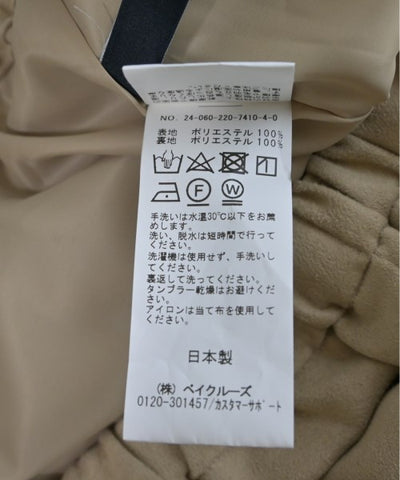 NO. 24-060-220-7410-4-0
表地 ポリエステル 100%
裏地 ポリエステル 100%
F W
手洗いは水温30℃以下をお薦
めします。
洗い、脱水は短時間で行って
ください。
洗濯機は使用せず、手洗いし
てください。
裏返して洗ってください。
タンブラー乾燥はお避けくだ
さい。
アイロンは当て布を使用して
ください。
日本製
(株) ベイクルーズ
0120-301457/カスタマーサポート